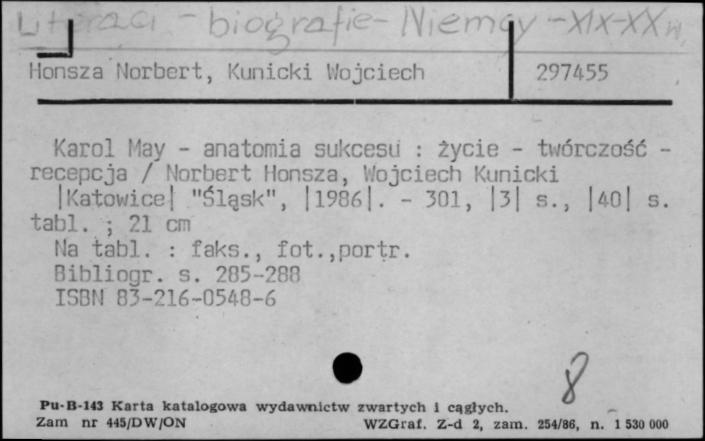 Literaci - biografie - Niemcy - XIX-XX w.
Honsza Norbert, Kunicki Wojciech 297455
Karol May - anatomia sukcesu : życie - twórczość -
recepcja / Norbert Honsza, Wojciech Kunicki
|Katowice| "Śląsk", |1986|. - 301, |3| s., |40| s.
tabl. ; 21 cm
Na tabl. : faks., fot.,portr.
Bibliogr. s. 285-288
ISBN 83-216-0548-6
8
Pu-B-143 Karta katalogowa wydawnictw zwartych i ciągłych.
Zam nr 445/DW/ON WZGraf. Z-d 2, zam. 254/86, n. 1 530 000